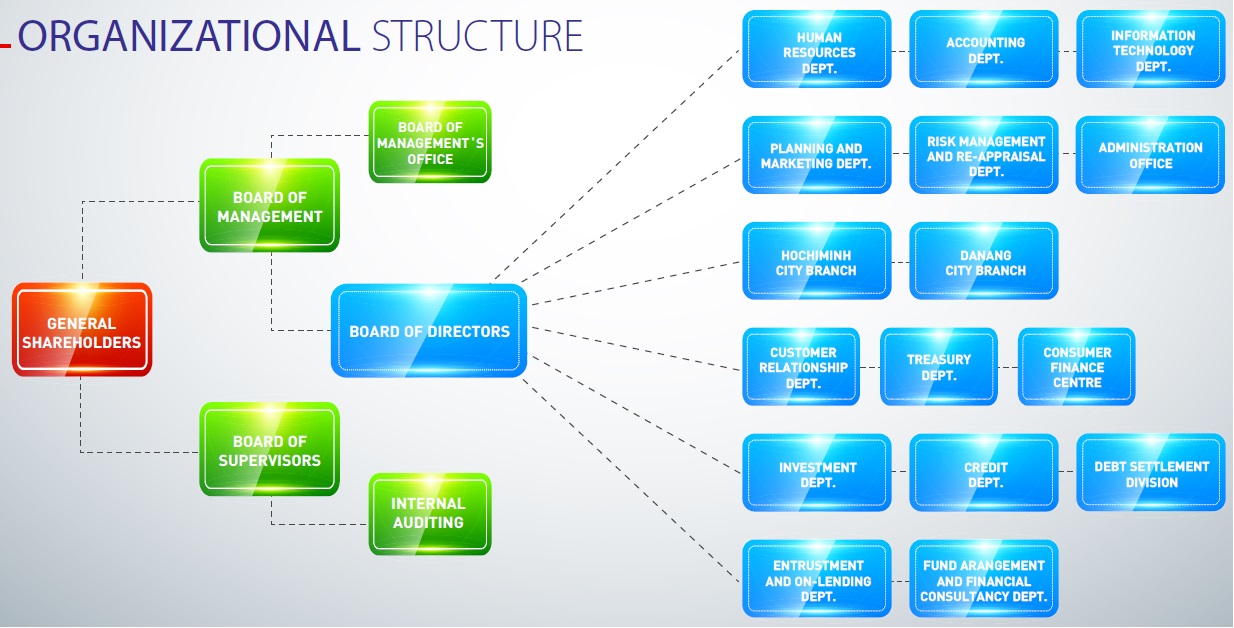 ORGANIZATIONAL STRUCTURE
HUMAN
RESOURCES
DEPT.
ACCOUNTING
DEPT.
INFORMATION
TECHNOLOGY
DEPT.
BOARD OF
MANAGEMENT'S
OFFICE
PLANNING AND
MARKETING DEPT.
RISK MANAGEMENT
AND RE-APPRAISAL
DEPT.
ADMINISTRATION
OFFICE
BOARD OF
MANAGEMENT
HOCHIMINH
CITY BRANCH
DANANG
CITY BRANCH
GENERAL
SHAREHOLDERS
BOARD OF DIRECTORS
CUSTOMER
RELATIONSHIP
DEPT.
TREASURY
DEPT.
CONSUMER
FINANCE
CENTRE
BOARD OF
SUPERVISORS
INVESTMENT
DEPT.
CREDIT
DEPT.
DEBT SETTLEMENT
DIVISION
INTERNAL
AUDITING
ENTRUSTMENT
AND ON-LENDING
DEPT.
FUND ARANGEMENT
AND FINANCIAL
CONSULTANCY DEPT.